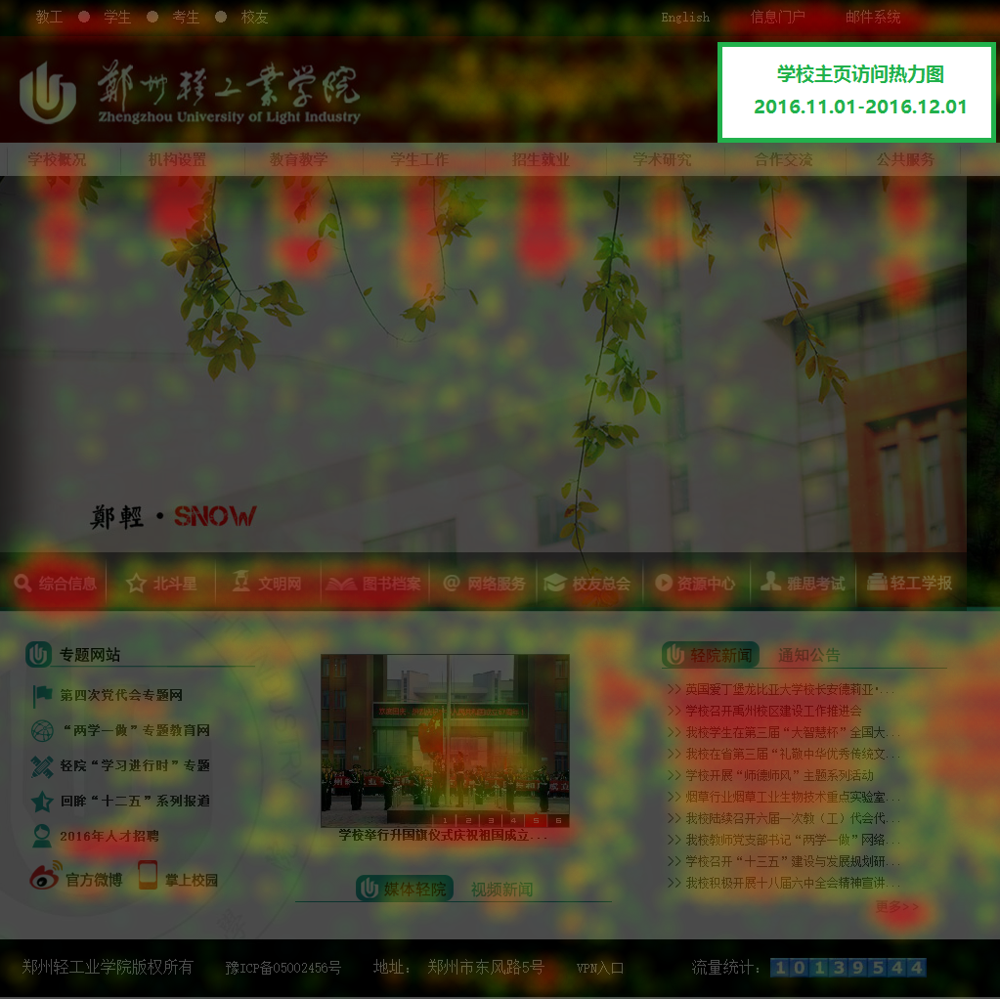 教工 学生 考生 校友 English 信息门户 邮件系统
郑州轻工业学院
Zhengzhou University of Light Industry
学校主页访问热力图
2016.11.01-2016.12.01
学校概况 机构设置 教育教学 学生工作 招生就业 学术研究 合作交流 公共服务
鄭輕·SNOW
综合信息 北斗星 文明网 图书档案 网络服务 校友总会 资源中心 雅思考试 轻工学报
专题网站
第四次党代会专题网
“两学一做”专题教育网
轻院“学习进行时”专题
回眸“十二五”系列报道
2016年人才招聘
官方微博 掌上校园
1 2 3 4 5 6
学校举行升国旗仪式庆祝祖国成立...
媒体轻院 视频新闻
轻院新闻 通知公告
>> 英国爱丁堡龙比亚大学校长安德莉亚·...
>> 学校召开禹州校区建设工作推进会
>> 我校学生在第三届“大智慧杯”全国大...
>> 我校在省第三届“礼敬中华优秀传统文...
>> 学校开展“师德师风”主题系列活动
>> 烟草行业烟草工业生物技术重点实验室...
>> 我校陆续召开六届一次教（工）代会代...
>> 我校教师党支部书记“两学一做”网络...
>> 学校召开“十三五”建设与发展规划研...
>> 我校积极开展十八届六中全会精神宣讲...
更多>>
郑州轻工业学院版权所有 豫ICP备05002456号 地址： 郑州市东风路5号 VPN入口 流量统计： 10139544